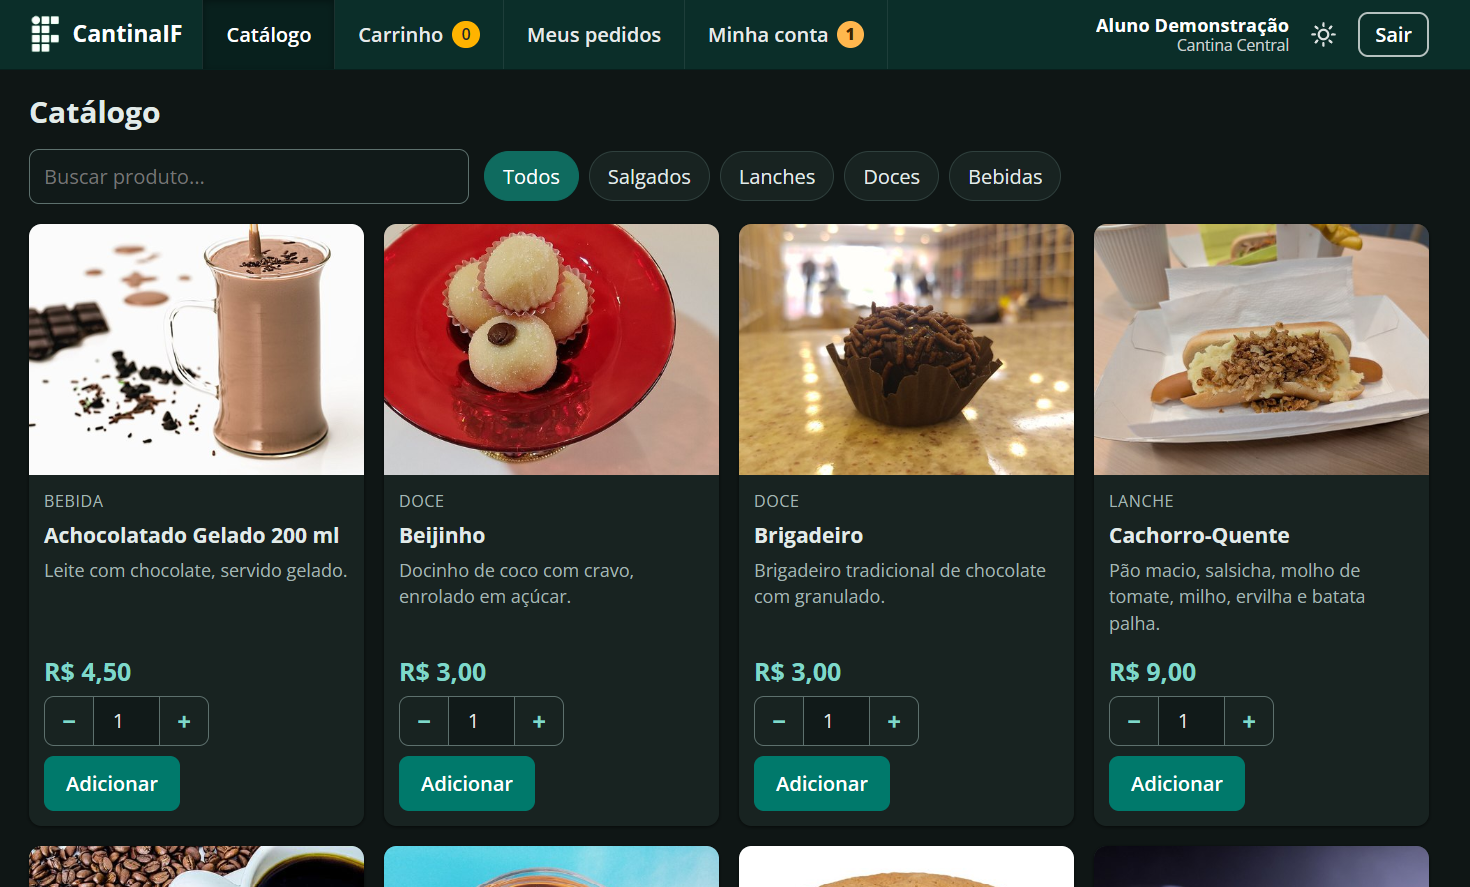 CantinaIF
Catálogo
Carrinho 0
Meus pedidos
Minha conta 1
Aluno Demonstração
Cantina Central
Sair
Catálogo
Buscar produto...
Todos
Salgados
Lanches
Doces
Bebidas
BEBIDA
Achocolatado Gelado 200 ml
Leite com chocolate, servido gelado.
R$ 4,50
− 1 +
Adicionar
DOCE
Beijinho
Docinho de coco com cravo,
enrolado em açúcar.
R$ 3,00
− 1 +
Adicionar
DOCE
Brigadeiro
Brigadeiro tradicional de chocolate
com granulado.
R$ 3,00
− 1 +
Adicionar
LANCHE
Cachorro-Quente
Pão macio, salsicha, molho de
tomate, milho, ervilha e batata
palha.
R$ 9,00
− 1 +
Adicionar